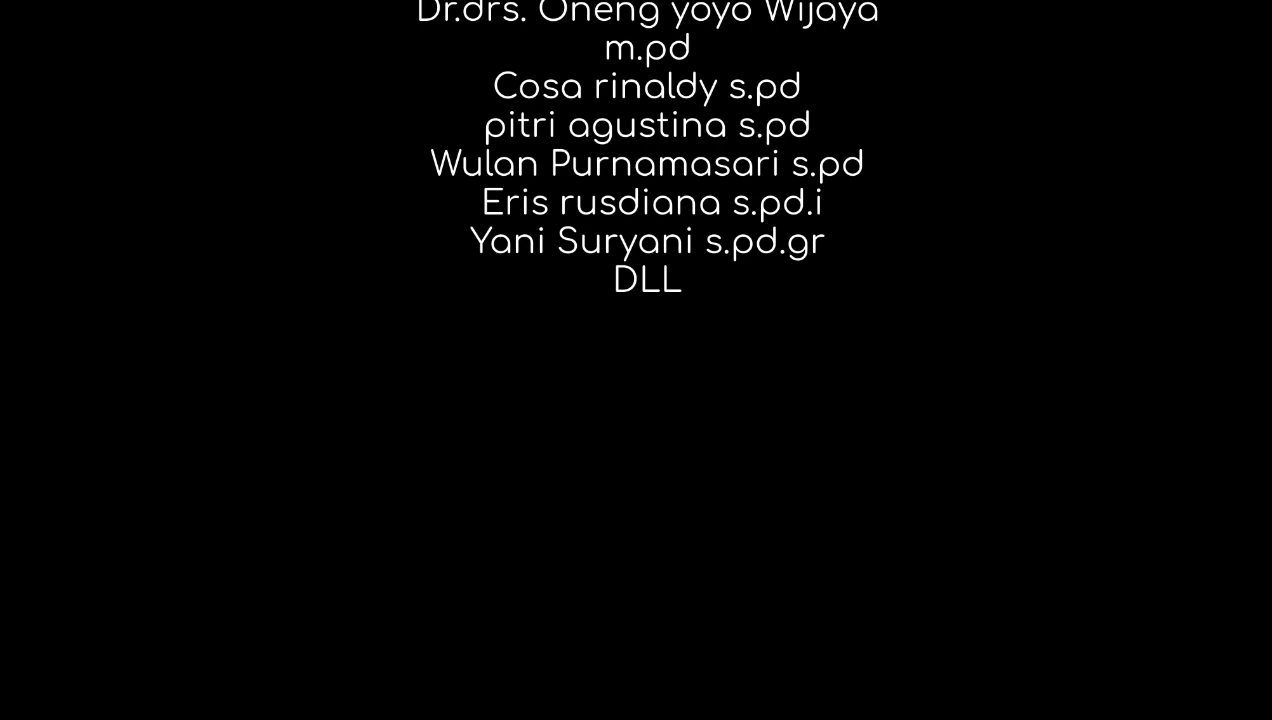 Dr.drs. Oneng yoyo Wijaya
m.pd
Cosa rinaldy s.pd
pitri agustina s.pd
Wulan Purnamasari s.pd
Eris rusdiana s.pd.i
Yani Suryani s.pd.gr
DLL